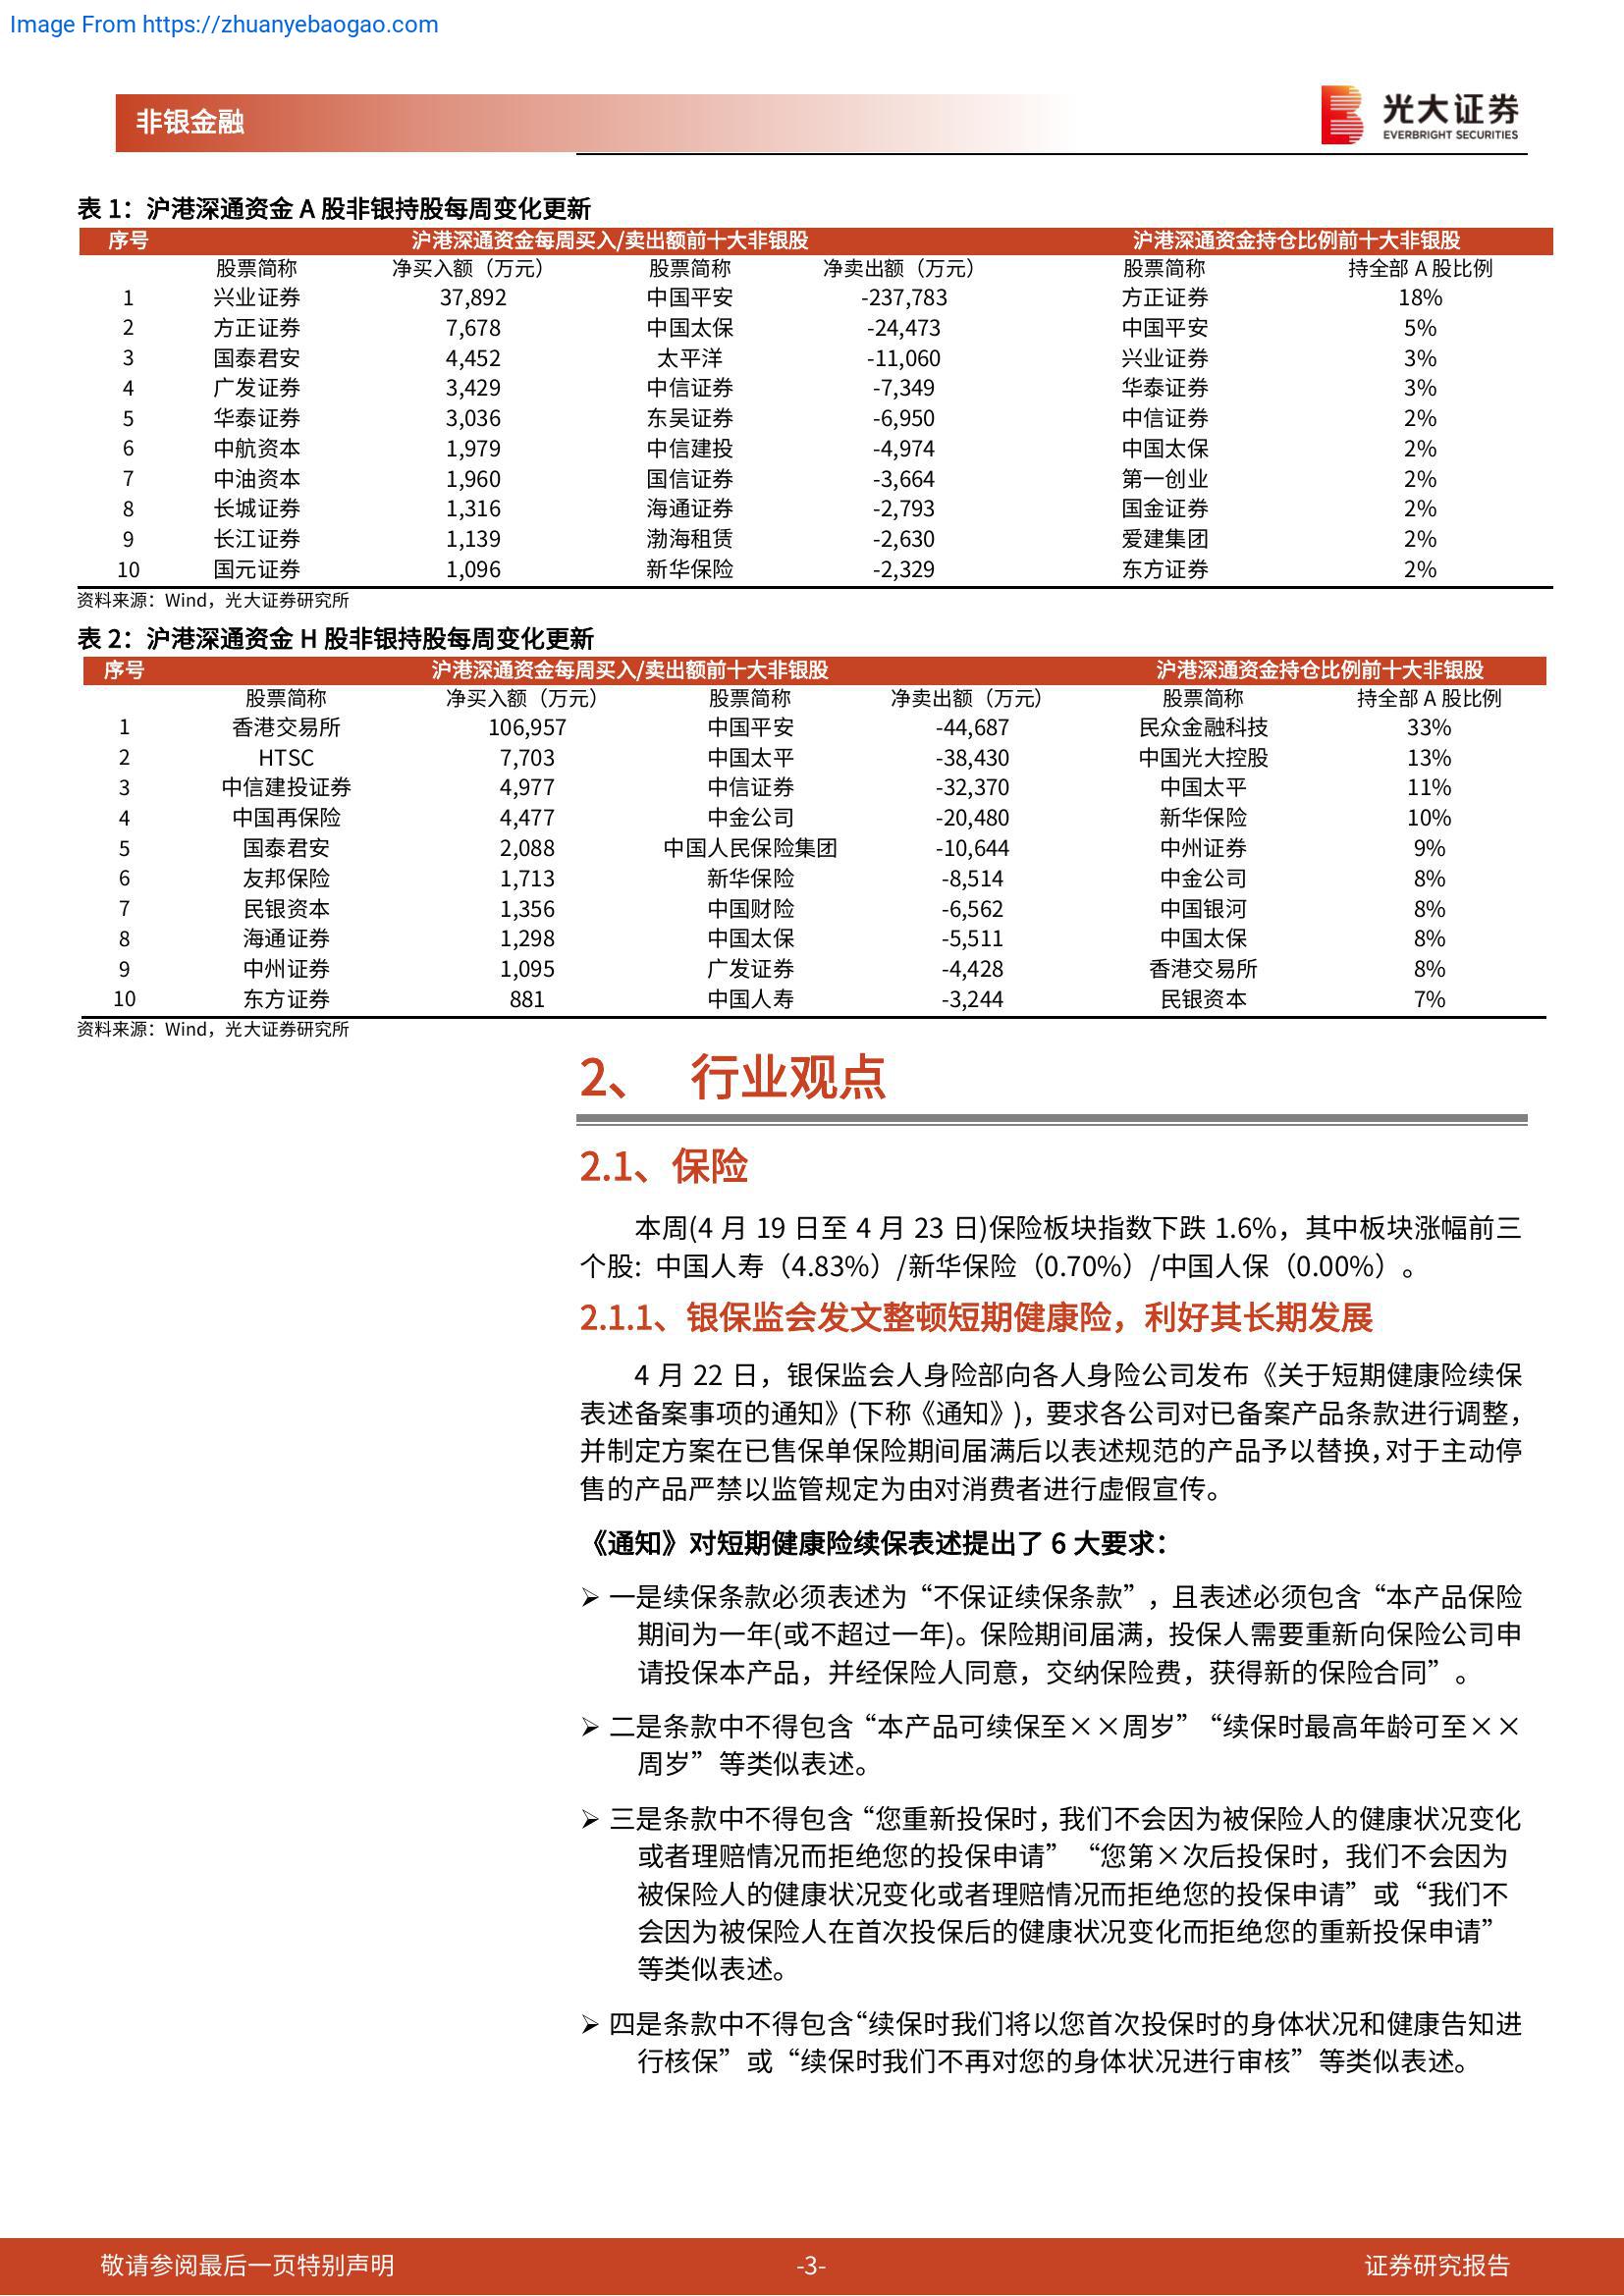 Image From https://zhuanyebaogao.com
非银金融
光大证券
EVERBRIGHT SECURITIES
表 1：沪港深通资金 A 股非银持股每周变化更新
序号 沪港深通资金每周买入/卖出额前十大非银股 沪港深通资金持仓比例前十大非银股
股票简称 净买入额（万元） 股票简称 净卖出额（万元） 股票简称 持全部 A 股比例
1 兴业证券 37,892 中国平安 -237,783 方正证券 18%
2 方正证券 7,678 中国太保 -24,473 中国平安 5%
3 国泰君安 4,452 太平洋 -11,060 兴业证券 3%
4 广发证券 3,429 中信证券 -7,349 华泰证券 3%
5 华泰证券 3,036 东吴证券 -6,950 中信证券 2%
6 中航资本 1,979 中信建投 -4,974 中国太保 2%
7 中油资本 1,960 国信证券 -3,664 第一创业 2%
8 长城证券 1,316 海通证券 -2,793 国金证券 2%
9 长江证券 1,139 渤海租赁 -2,630 爱建集团 2%
10 国元证券 1,096 新华保险 -2,329 东方证券 2%
资料来源：Wind，光大证券研究所
表 2：沪港深通资金 H 股非银持股每周变化更新
序号 沪港深通资金每周买入/卖出额前十大非银股 沪港深通资金持仓比例前十大非银股
股票简称 净买入额（万元） 股票简称 净卖出额（万元） 股票简称 持全部 A 股比例
1 香港交易所 106,957 中国平安 -44,687 民众金融科技 33%
2 HTSC 7,703 中国太平 -38,430 中国光大控股 13%
3 中信建投证券 4,977 中信证券 -32,370 中国太平 11%
4 中国再保险 4,477 中金公司 -20,480 新华保险 10%
5 国泰君安 2,088 中国人民保险集团 -10,644 中州证券 9%
6 友邦保险 1,713 新华保险 -8,514 中金公司 8%
7 民银资本 1,356 中国财险 -6,562 中国银河 8%
8 海通证券 1,298 中国太保 -5,511 中国太保 8%
9 中州证券 1,095 广发证券 -4,428 香港交易所 8%
10 东方证券 881 中国人寿 -3,244 民银资本 7%
资料来源：Wind，光大证券研究所
2、 行业观点
2.1、保险
本周(4 月 19 日至 4 月 23 日)保险板块指数下跌 1.6%，其中板块涨幅前三
个股: 中国人寿（4.83%）/新华保险（0.70%）/中国人保（0.00%）。
2.1.1、银保监会发文整顿短期健康险，利好其长期发展
4 月 22 日，银保监会人身险部向各人身险公司发布《关于短期健康险续保
表述备案事项的通知》(下称《通知》)，要求各公司对已备案产品条款进行调整，
并制定方案在已售保单保险期间届满后以表述规范的产品予以替换，对于主动停
售的产品严禁以监管规定为由对消费者进行虚假宣传。
《通知》对短期健康险续保表述提出了 6 大要求：
➢ 一是续保条款必须表述为“不保证续保条款”，且表述必须包含“本产品保险
期间为一年(或不超过一年)。保险期间届满，投保人需要重新向保险公司申
请投保本产品，并经保险人同意，交纳保险费，获得新的保险合同”。
➢ 二是条款中不得包含“本产品可续保至××周岁”“续保时最高年龄可至××
周岁”等类似表述。
➢ 三是条款中不得包含“您重新投保时，我们不会因为被保险人的健康状况变化
或者理赔情况而拒绝您的投保申请” “您第×次后投保时，我们不会因为
被保险人的健康状况变化或者理赔情况而拒绝您的投保申请”或“我们不
会因为被保险人在首次投保后的健康状况变化而拒绝您的重新投保申请”
等类似表述。
➢ 四是条款中不得包含“续保时我们将以您首次投保时的身体状况和健康告知进
行核保”或“续保时我们不再对您的身体状况进行审核”等类似表述。
敬请参阅最后一页特别声明 -3- 证券研究报告